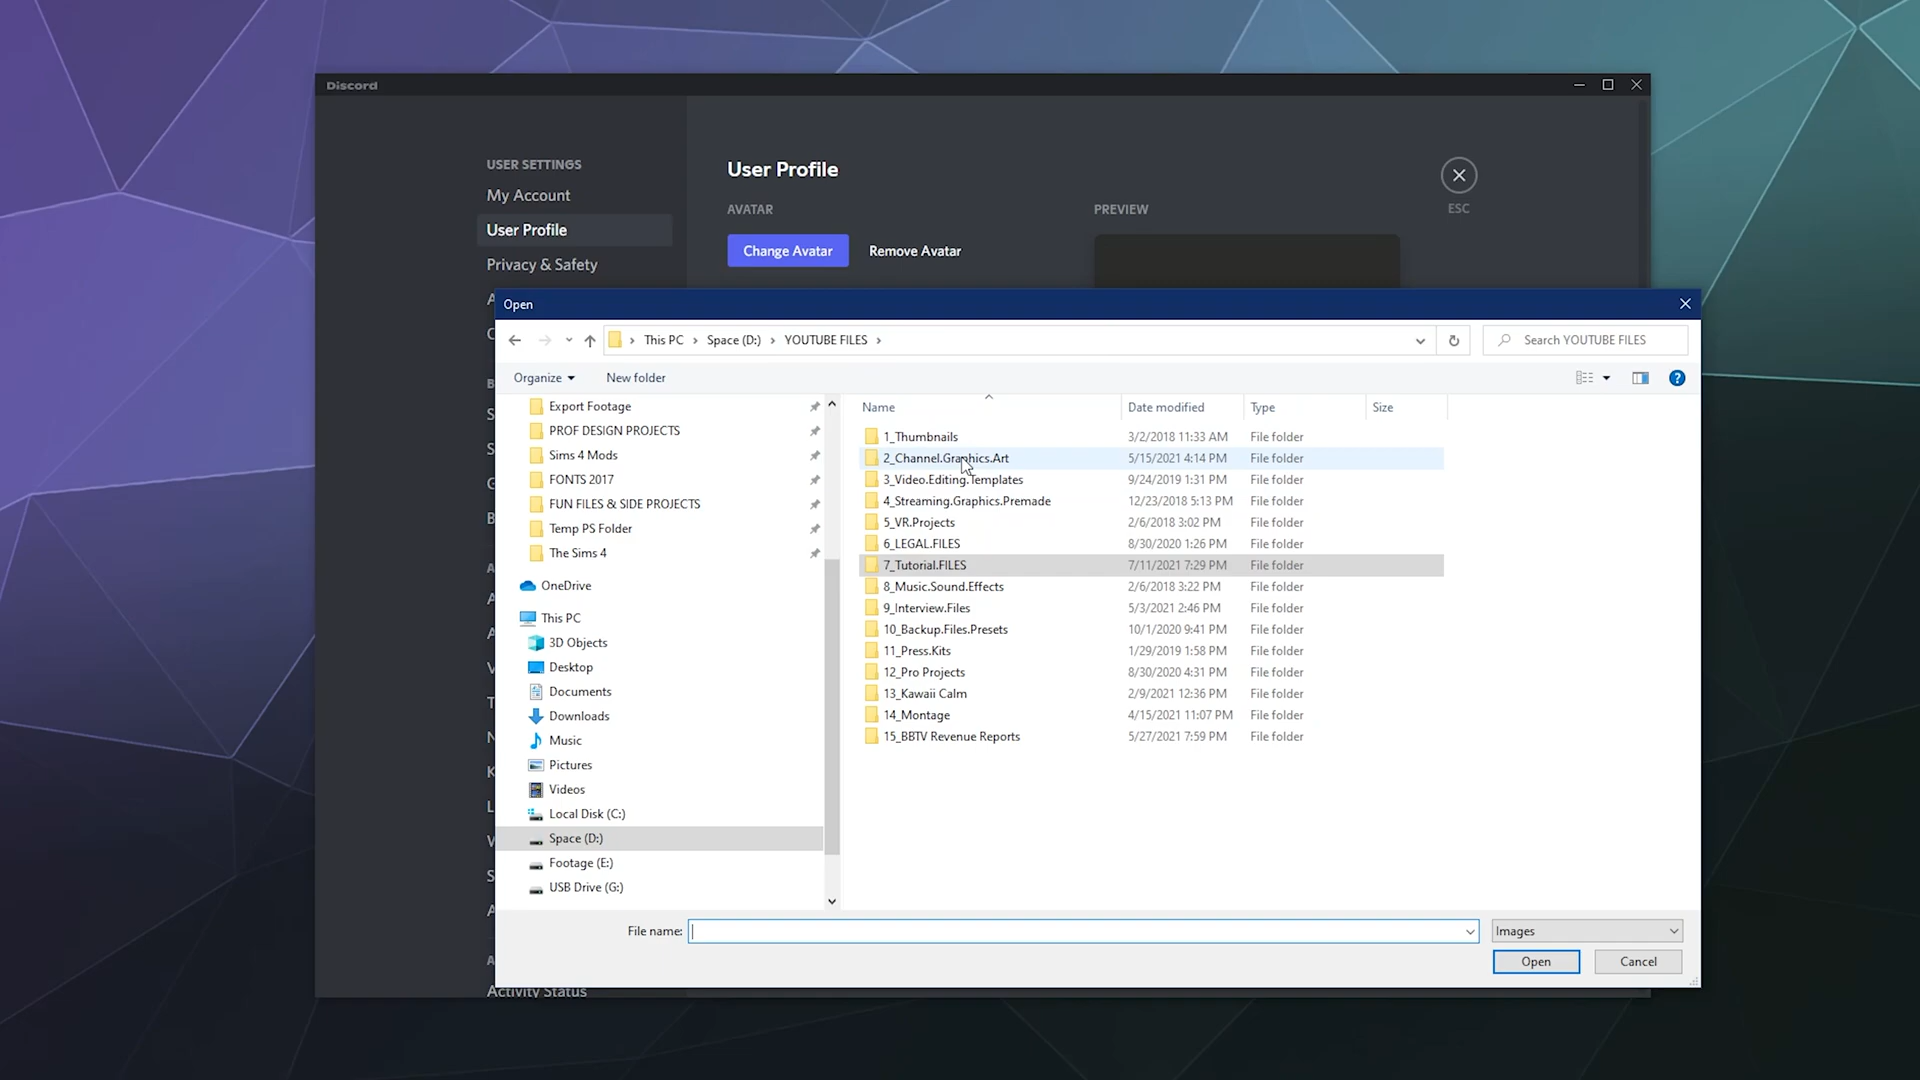 Discord
USER SETTINGS
My Account
User Profile
Privacy & Safety
User Profile
AVATAR
Change Avatar
Remove Avatar
PREVIEW
ESC
Open
This PC › Space (D:) › YOUTUBE FILES ›
Search YOUTUBE FILES
Organize
New folder
Export Footage
PROF DESIGN PROJECTS
Sims 4 Mods
FONTS 2017
FUN FILES & SIDE PROJECTS
Temp PS Folder
The Sims 4
OneDrive
This PC
3D Objects
Desktop
Documents
Downloads
Music
Pictures
Videos
Local Disk (C:)
Space (D:)
Footage (E:)
USB Drive (G:)
Name Date modified Type Size
1_Thumbnails 3/2/2018 11:33 AM File folder
2_Channel.Graphics.Art 5/15/2021 4:14 PM File folder
3_Video.Editing.Templates 9/24/2019 1:31 PM File folder
4_Streaming.Graphics.Premade 12/23/2018 5:13 PM File folder
5_VR.Projects 2/6/2018 3:02 PM File folder
6_LEGAL.FILES 8/30/2020 1:26 PM File folder
7_Tutorial.FILES 7/11/2021 7:29 PM File folder
8_Music.Sound.Effects 2/6/2018 3:22 PM File folder
9_Interview.Files 5/3/2021 2:46 PM File folder
10_Backup.Files.Presets 10/1/2020 9:41 PM File folder
11_Press.Kits 1/29/2019 1:58 PM File folder
12_Pro Projects 8/30/2020 4:31 PM File folder
13_Kawaii Calm 2/9/2021 12:36 PM File folder
14_Montage 4/15/2021 11:07 PM File folder
15_BBTV Revenue Reports 5/27/2021 7:59 PM File folder
File name:
Images
Open
Cancel
Activity Status